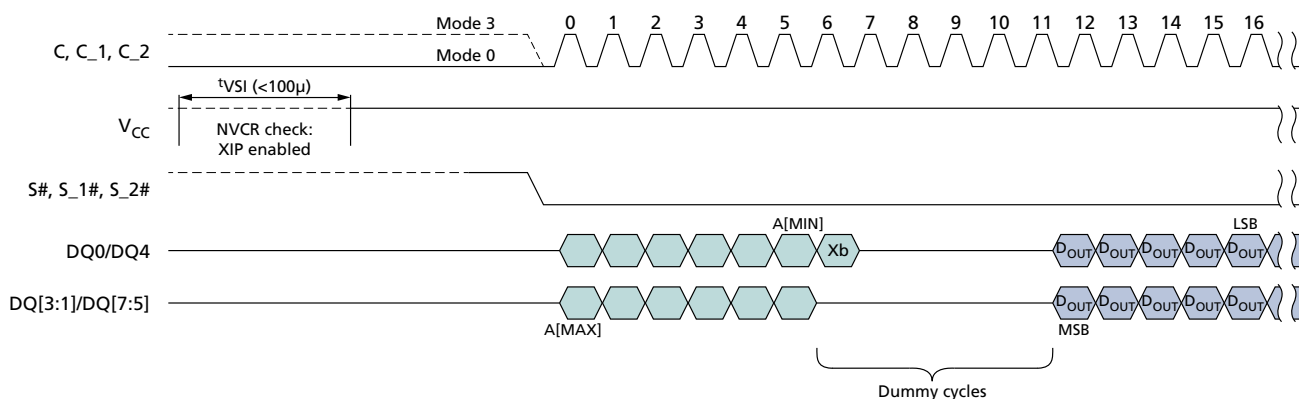 Mode 3
0 1 2 3 4 5 6 7 8 9 10 11 12 13 14 15 16
C, C_1, C_2
Mode 0
tVSI (<100μ)
VCC
NVCR check:
XIP enabled
S#, S_1#, S_2#
A[MIN]
LSB
DQ0/DQ4
Xb
DOUT DOUT DOUT DOUT DOUT
DQ[3:1]/DQ[7:5]
DOUT DOUT DOUT DOUT DOUT
A[MAX]
MSB
Dummy cycles